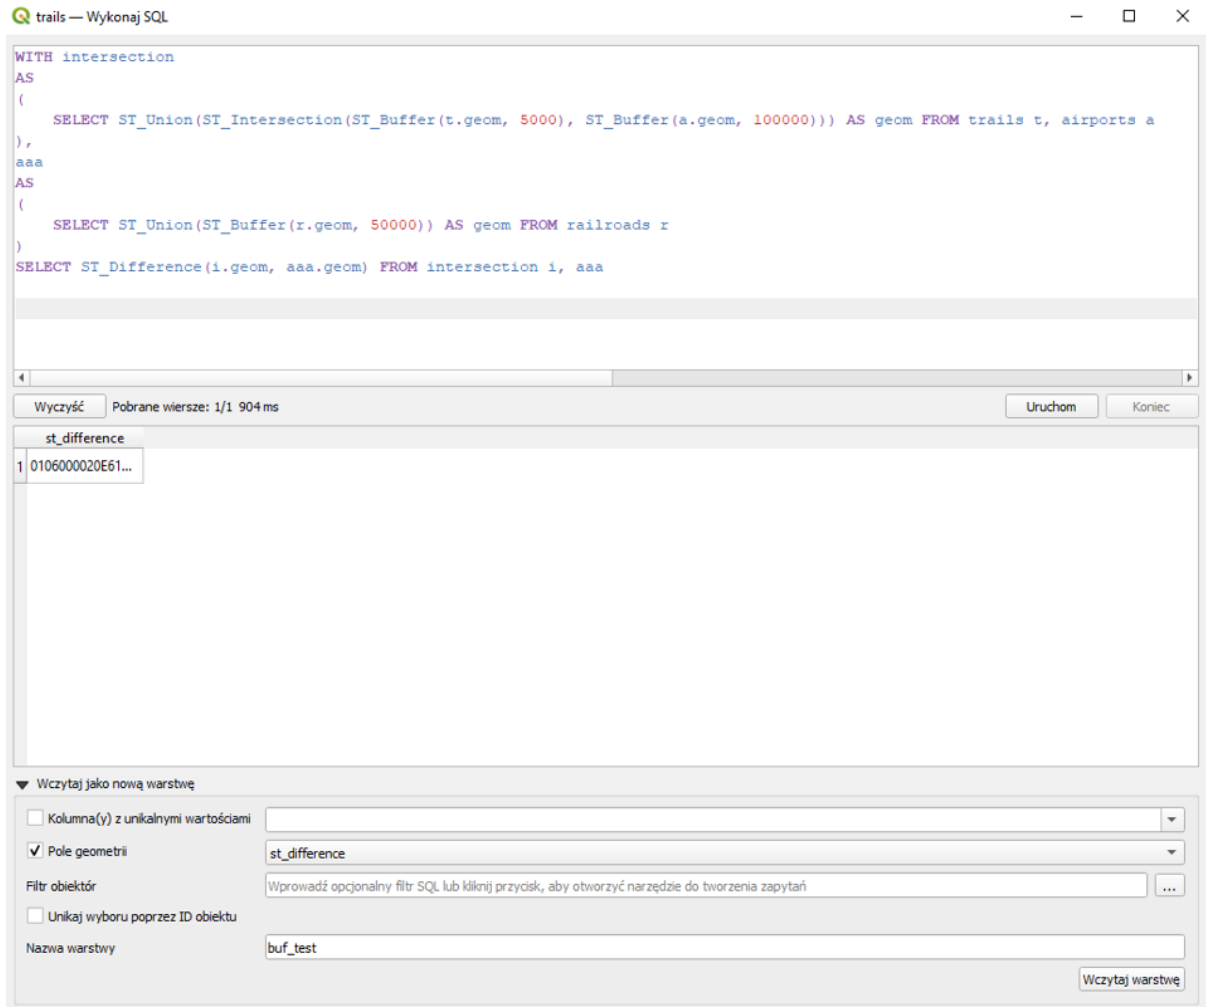 trails — Wykonaj SQL
WITH intersection
AS
(
    SELECT ST_Union(ST_Intersection(ST_Buffer(t.geom, 5000), ST_Buffer(a.geom, 100000))) AS geom FROM trails t, airports a
),
aaa
AS
(
    SELECT ST_Union(ST_Buffer(r.geom, 50000)) AS geom FROM railroads r
)
SELECT ST_Difference(i.geom, aaa.geom) FROM intersection i, aaa
Wyczyść Pobrane wiersze: 1/1 904 ms Uruchom Koniec
st_difference
1 0106000020E61...
Wczytaj jako nową warstwę
Kolumna(y) z unikalnymi wartościami
Pole geometrii st_difference
Filtr obiektór Wprowadź opcjonalny filtr SQL lub kliknij przycisk, aby otworzyć narzędzie do tworzenia zapytań ...
Unikaj wyboru poprzez ID obiektu
Nazwa warstwy buf_test
Wczytaj warstwę